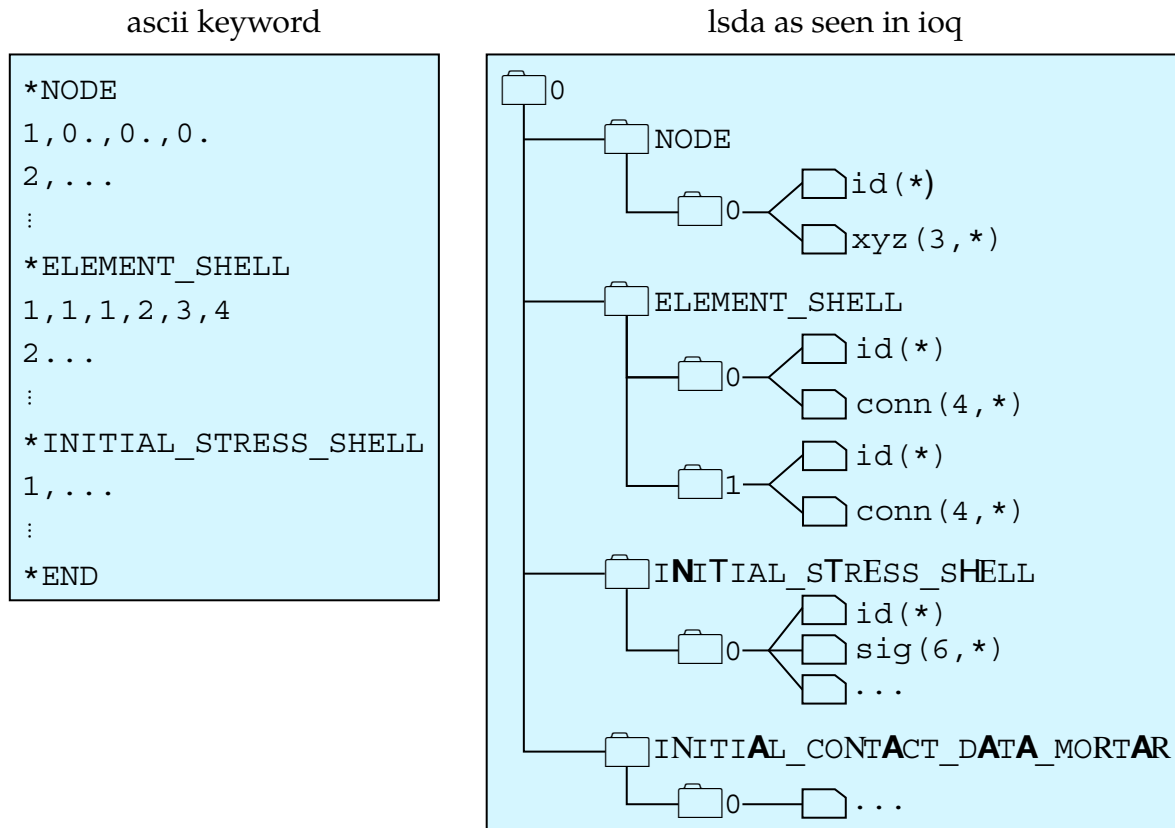 ascii keyword
*NODE
1,0.,0.,0.
2,...
⋮
*ELEMENT_SHELL
1,1,1,2,3,4
2...
⋮
*INITIAL_STRESS_SHELL
1,...
⋮
*END
lsda as seen in ioq
0
NODE
id(*)
0
xyz(3,*)
ELEMENT_SHELL
id(*)
0
conn(4,*)
id(*)
1
conn(4,*)
INITIAL_STRESS_SHELL
id(*)
0
sig(6,*)
...
INITIAL_CONTACT_DATA_MORTAR
0
...